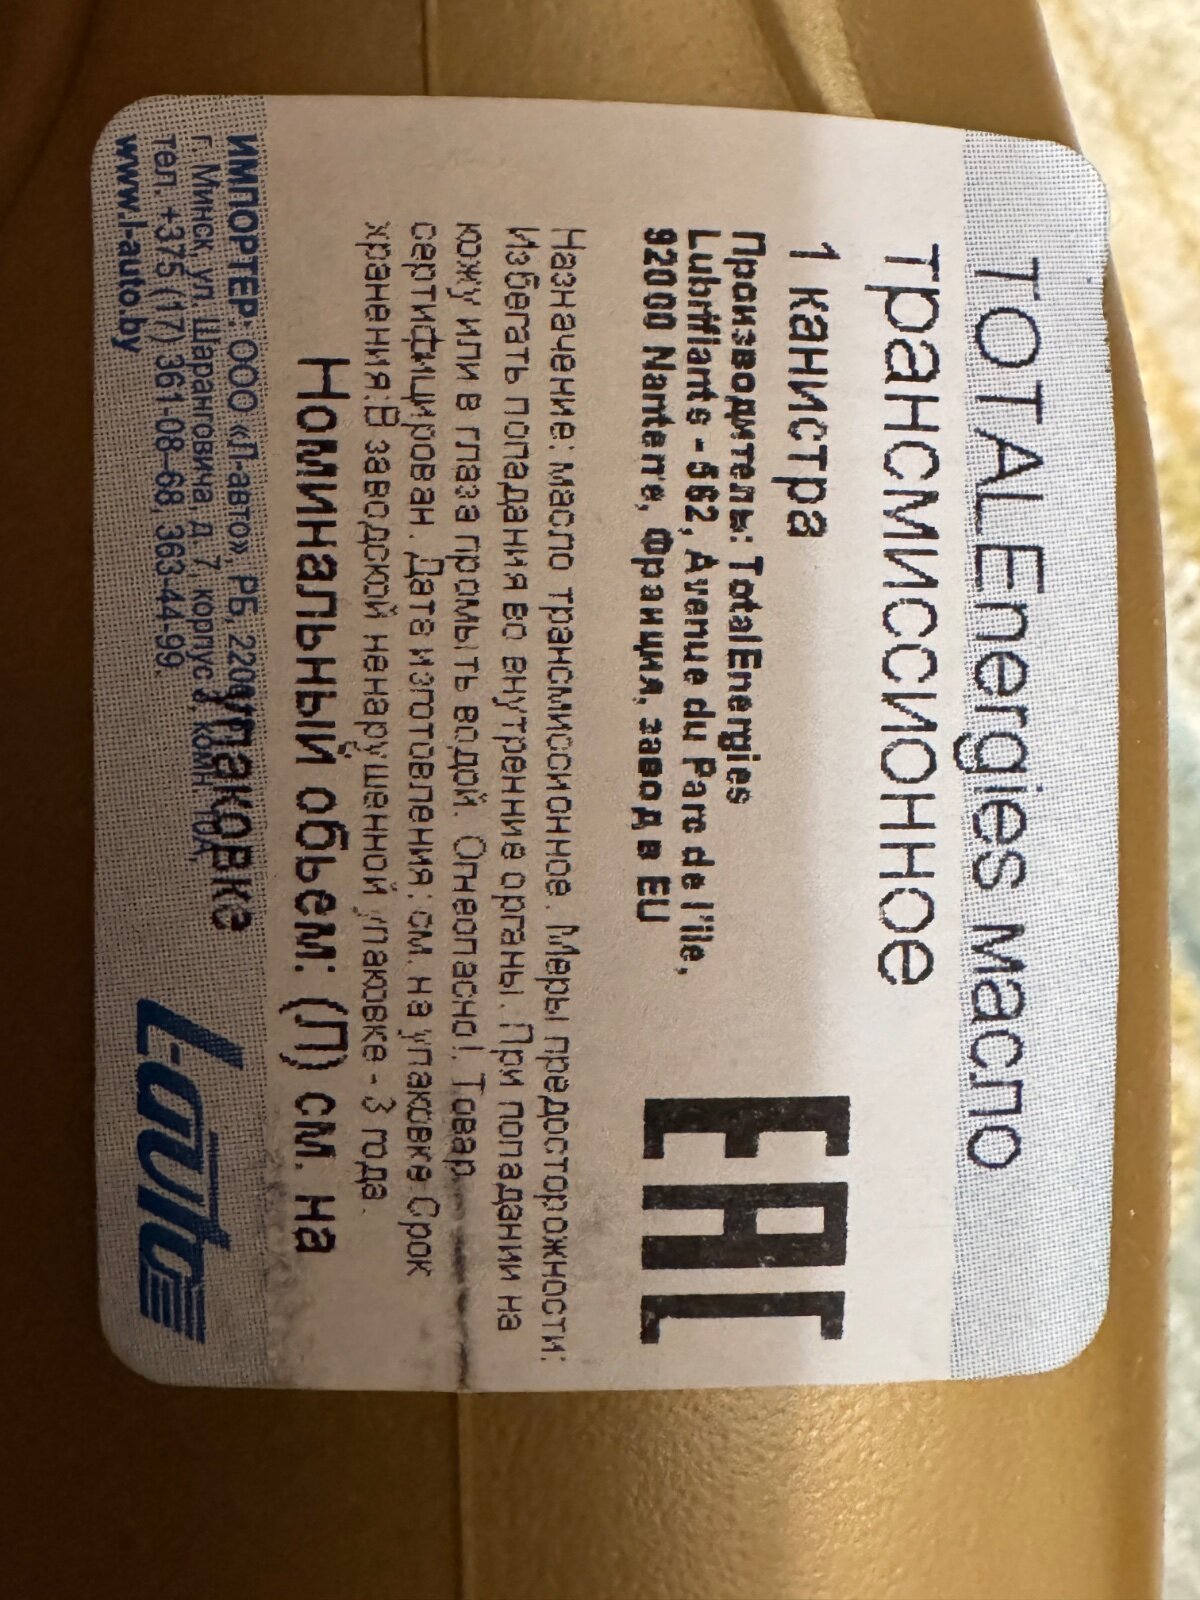 TOTALEnergies масло
трансмиссионное
1 канистра
Производитель: TotalEnergies
Lubrifiants - 562, Avenue du Parc de l'ile,
92000 Nanterre, Франция, завод в EU
EAC
Назначение: масло трансмиссионное. Меры предосторожности:
Избегать попадания во внутренние органы. При попадании на
кожу или в глаза промыть водой. Огнеопасно!. Товар
сертифицирован. Дата изготовления: см. на упаковке Срок
хранения:В заводской ненарушенной упаковке - 3 года.
Номинальный объем: (Л) см. на
упаковке
ИМПОРТЕР: ООО «Л-авто», РБ,
г. Минск, ул. Шаранговича, д. 7, корпус комн. 10А,
тел. +375 (17) 361-08-68, 363-44-99.
www.l-auto.by
L-auto